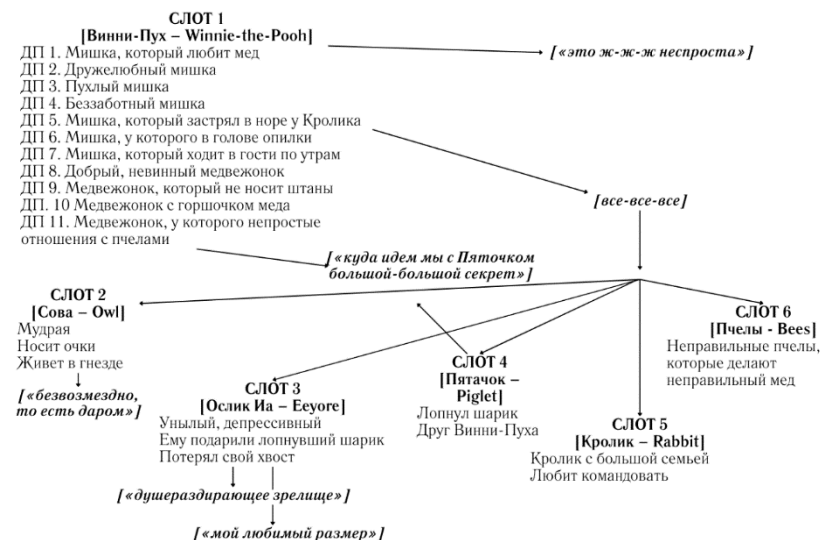 СЛОТ 1
[Винни-Пух – Winnie-the-Pooh]
ДП 1. Мишка, который любит мед
ДП 2. Дружелюбный мишка
ДП 3. Пухлый мишка
ДП 4. Беззаботный мишка
ДП 5. Мишка, который застрял в норе у Кролика
ДП 6. Мишка, у которого в голове опилки
ДП 7. Мишка, который ходит в гости по утрам
ДП 8. Добрый, невинный медвежонок
ДП 9. Медвежонок, который не носит штаны
ДП. 10 Медвежонок с горшочком меда
ДП 11. Медвежонок, у которого непростые
отношения с пчелами
[«это ж-ж-ж неспроста»]
[все-все-все]
[«куда идем мы с Пяточком
большой-большой секрет»]
СЛОТ 2
[Сова – Owl]
Мудрая
Носит очки
Живет в гнезде
[«безвозмездно,
то есть даром»]
СЛОТ 3
[Ослик Иа – Eeyore]
Унылый, депрессивный
Ему подарили лопнувший шарик
Потерял свой хвост
[«душераздирающее зрелище»]
[«мой любимый размер»]
СЛОТ 4
[Пятачок –
Piglet]
Лопнул шарик
Друг Винни-Пуха
СЛОТ 5
[Кролик – Rabbit]
Кролик с большой семьей
Любит командовать
СЛОТ 6
[Пчелы - Bees]
Неправильные пчелы,
которые делают
неправильный мед